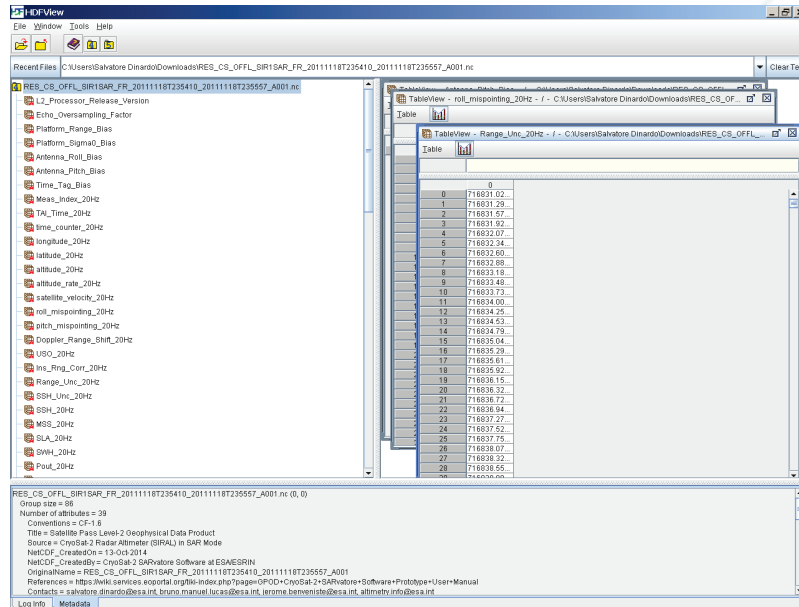 HDFView
File Window Tools Help
Recent Files C:\Users\Salvatore Dinardo\Downloads\RES_CS_OFFL_SIR1SAR_FR_20111118T235410_20111118T235557_A001.nc Clear Te
RES_CS_OFFL_SIR1SAR_FR_20111118T235410_20111118T235557_A001.nc
L2_Processor_Release_Version
Echo_Oversampling_Factor
Platform_Range_Bias
Platform_Sigma0_Bias
Antenna_Roll_Bias
Antenna_Pitch_Bias
Time_Tag_Bias
Meas_Index_20Hz
TAI_Time_20Hz
time_counter_20Hz
longitude_20Hz
latitude_20Hz
altitude_20Hz
altitude_rate_20Hz
satellite_velocity_20Hz
roll_mispointing_20Hz
pitch_mispointing_20Hz
Doppler_Range_Shift_20Hz
USO_20Hz
Ins_Rng_Corr_20Hz
Range_Unc_20Hz
SSH_Unc_20Hz
SSH_20Hz
MSS_20Hz
SLA_20Hz
SWH_20Hz
Pout_20Hz
TableView - roll_mispointing_20Hz - / - C:\Users\Salvatore Dinardo\Downloads\RES_CS_OF...
Table
TableView - Range_Unc_20Hz - / - C:\Users\Salvatore Dinardo\Downloads\RES_CS_OFFL_...
Table
0
0 716831.02...
1 716831.29...
2 716831.57...
3 716831.92...
4 716832.07...
5 716832.34...
6 716832.60...
7 716832.88...
8 716833.18...
9 716833.48...
10 716833.73...
11 716834.00...
12 716834.25...
13 716834.53...
14 716834.79...
15 716835.04...
16 716835.29...
17 716835.61...
18 716835.92...
19 716836.15...
20 716836.32...
21 716836.72...
22 716836.94...
23 716837.27...
24 716837.52...
25 716837.75...
26 716838.07...
27 716838.32...
28 716838.55...
RES_CS_OFFL_SIR1SAR_FR_20111118T235410_20111118T235557_A001.nc (0, 0)
Group size = 86
Number of attributes = 39
Conventions = CF-1.6
Title = Satellite Pass Level-2 Geophysical Data Product
Source = CryoSat-2 Radar Altimeter (SIRAL) in SAR Mode
NetCDF_CreatedOn = 13-Oct-2014
NetCDF_CreatedBy = CryoSat-2 SARvatore Software at ESA/ESRIN
OriginalName = RES_CS_OFFL_SIR1SAR_FR_20111118T235410_20111118T235557_A001
References = https://wiki.services.eoportal.org/tiki-index.php?page=GPOD+CryoSat-2+SARvatore+Software+Prototype+User+Manual
Contacts = salvatore.dinardo@esa.int, bruno.manuel.lucas@esa.int, jerome.benveniste@esa.int, altimetry.info@esa.int
Log Info Metadata